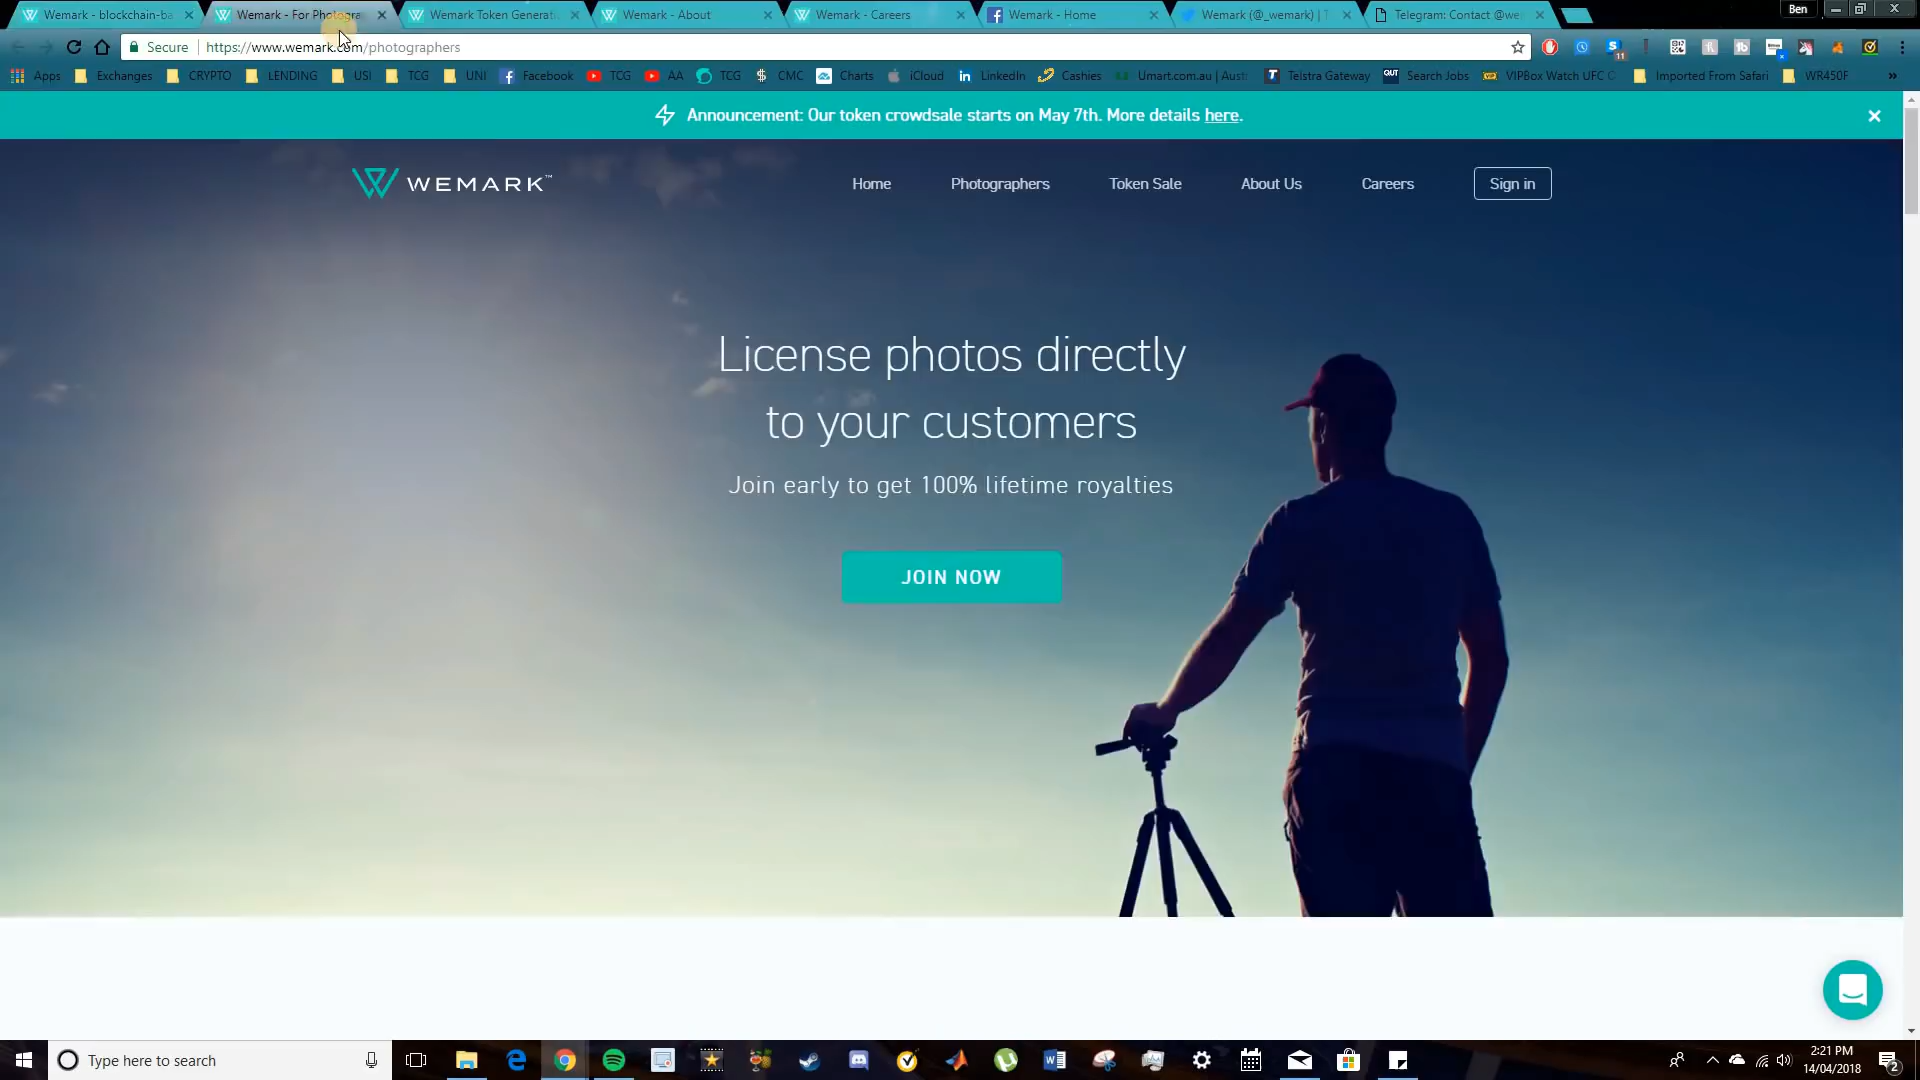 Wemark - blockchain-ba
Wemark - For Photogra
Wemark Token Generati
Wemark - About
Wemark - Careers
Wemark - Home
Wemark (@_wemark) | T
Telegram: Contact @we
Ben
Secure
https://www.wemark.com/photographers
11
Apps
Exchanges
CRYPTO
LENDING
USI
TCG
UNI
Facebook
TCG
AA
TCG
CMC
Charts
iCloud
LinkedIn
Cashies
Umart.com.au | Aust
Telstra Gateway
QUT
Search Jobs
VIPBox Watch UFC O
Imported From Safari
WR450F
»
Announcement: Our token crowdsale starts on May 7th. More details here.
WEMARK™
Home
Photographers
Token Sale
About Us
Careers
Sign in
License photos directly
to your customers
Join early to get 100% lifetime royalties
JOIN NOW
Type here to search
2:21 PM
14/04/2018
2